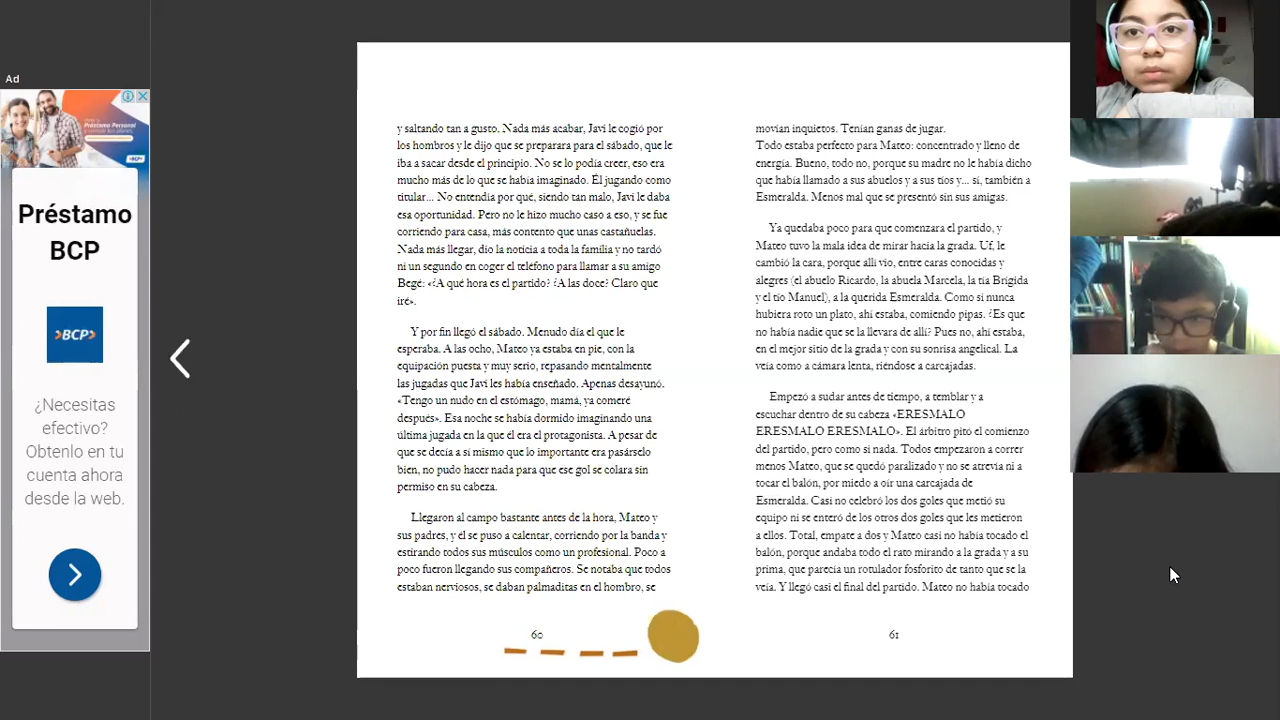 Ad
Préstamo
BCP
>BCP>
¿Necesitas
efectivo?
Obtenlo en tu
cuenta ahora
desde la web.
y saltando tan a gusto. Nada más acabar, Javi le cogió por
los hombros y le dijo que se preparara para el sábado, que le
iba a sacar desde el principio. No se lo podía creer, eso era
mucho más de lo que se había imaginado. Él jugando como
titular... No entendía por qué, siendo tan malo, Javi le daba
esa oportunidad. Pero no le hizo mucho caso a eso, y se fue
corriendo para casa, más contento que unas castañuelas.
Nada más llegar, dio la noticia a toda la familia y no tardó
ni un segundo en coger el teléfono para llamar a su amigo
Begé: «¿A qué hora es el partido? ¿A las doce? Claro que
iré».
Y por fin llegó el sábado. Menudo día el que le
esperaba. A las ocho, Mateo ya estaba en pie, con la
equipación puesta y muy serio, repasando mentalmente
las jugadas que Javi les había enseñado. Apenas desayunó.
«Tengo un nudo en el estómago, mamá, ya comeré
después». Esa noche se había dormido imaginando una
última jugada en la que él era el protagonista. A pesar de
que se decía a sí mismo que lo importante era pasárselo
bien, no pudo hacer nada para que ese gol se colara sin
permiso en su cabeza.
Llegaron al campo bastante antes de la hora, Mateo y
sus padres, y él se puso a calentar, corriendo por la banda y
estirando todos sus músculos como un profesional. Poco a
poco fueron llegando sus compañeros. Se notaba que todos
estaban nerviosos, se daban palmaditas en el hombro, se
60
movían inquietos. Tenían ganas de jugar.
Todo estaba perfecto para Mateo: concentrado y lleno de
energía. Bueno, todo no, porque su madre no le había dicho
que había llamado a sus abuelos y a sus tíos y... sí, también a
Esmeralda. Menos mal que se presentó sin sus amigas.
Ya quedaba poco para que comenzara el partido, y
Mateo tuvo la mala idea de mirar hacia la grada. Uf, le
cambió la cara, porque allí vio, entre caras conocidas y
alegres (el abuelo Ricardo, la abuela Marcela, la tía Brígida
y el tío Manuel), a la querida Esmeralda. Como si nunca
hubiera roto un plato, ahí estaba, comiendo pipas. ¿Es que
no había nadie que se la llevara de allí? Pues no, ahí estaba,
en el mejor sitio de la grada y con su sonrisa angelical. La
veía como a cámara lenta, riéndose a carcajadas.
Empezó a sudar antes de tiempo, a temblar y a
escuchar dentro de su cabeza «ERESMALO
ERESMALO ERESMALO». El árbitro pitó el comienzo
del partido, pero como si nada. Todos empezaron a correr
menos Mateo, que se quedó paralizado y no se atrevía ni a
tocar el balón, por miedo a oír una carcajada de
Esmeralda. Casi no celebró los dos goles que metió su
equipo ni se enteró de los otros dos goles que les metieron
a ellos. Total, empate a dos y Mateo casi no había tocado el
balón, porque andaba todo el rato mirando a la grada y a su
prima, que parecía un rotulador fosforito de tanto que se la
veía. Y llegó casi el final del partido. Mateo no había tocado
61